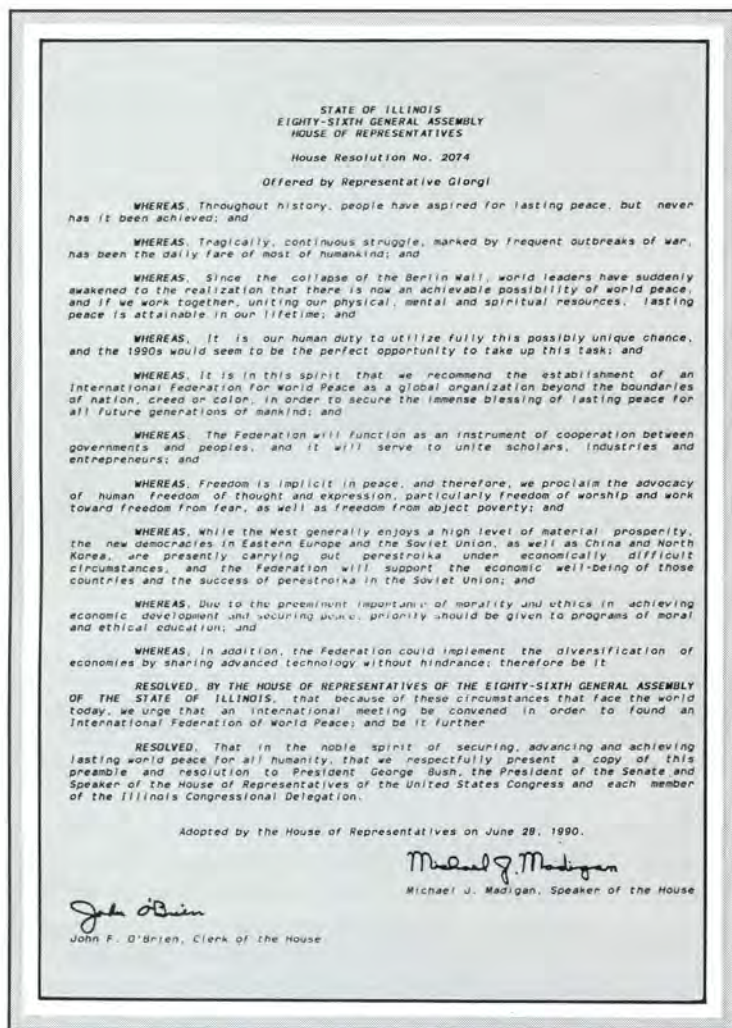 STATE OF ILLINOIS
EIGHTY-SIXTH GENERAL ASSEMBLY
HOUSE OF REPRESENTATIVES
House Resolution No. 2074
Offered by Representative Giorgi
WHEREAS, Throughout history, people have aspired for lasting peace, but never
has it been achieved; and
WHEREAS, Tragically, continuous struggle, marked by frequent outbreaks of war,
has been the daily fare of most of humankind; and
WHEREAS, Since the collapse of the Berlin Wall, world leaders have suddenly
awakened to the realization that there is now an achievable possibility of world peace,
and if we work together, uniting our physical, mental and spiritual resources, lasting
peace is attainable in our lifetime; and
WHEREAS, It is our human duty to utilize fully this possibly unique chance,
and the 1990s would seem to be the perfect opportunity to take up this task; and
WHEREAS, It is in this spirit that we recommend the establishment of an
International Federation for World Peace as a global organization beyond the boundaries
of nation, creed or color, in order to secure the immense blessing of lasting peace for
all future generations of mankind; and
WHEREAS, The Federation will function as an instrument of cooperation between
governments and peoples, and it will serve to unite scholars, industries and
entrepreneurs; and
WHEREAS, Freedom is implicit in peace, and therefore, we proclaim the advocacy
of human freedom of thought and expression, particularly freedom of worship and work
toward freedom from fear, as well as freedom from abject poverty; and
WHEREAS, While the West generally enjoys a high level of material prosperity,
the new democracies in Eastern Europe and the Soviet Union, as well as China and North
Korea, are presently carrying out perestroika under economically difficult
circumstances, and the Federation will support the economic well-being of those
countries and the success of perestroika in the Soviet Union; and
WHEREAS, Due to the preeminent importance of morality and ethics in achieving
economic development and securing peace, priority should be given to programs of moral
and ethical education; and
WHEREAS, In addition, the Federation could implement the diversification of
economies by sharing advanced technology without hindrance; therefore be it
RESOLVED, BY THE HOUSE OF REPRESENTATIVES OF THE EIGHTY-SIXTH GENERAL ASSEMBLY
OF THE STATE OF ILLINOIS, that because of these circumstances that face the world
today, we urge that an international meeting be convened in order to found an
International Federation of World Peace; and be it further
RESOLVED, That in the noble spirit of securing, advancing and achieving
lasting world peace for all humanity, that we respectfully present a copy of this
preamble and resolution to President George Bush, the President of the Senate and
Speaker of the House of Representatives of the United States Congress and each member
of the Illinois Congressional Delegation.
Adopted by the House of Representatives on June 28, 1990.
Michael J. Madigan
Michael J. Madigan, Speaker of the House
John O'Brien
John F. O'Brien, Clerk of the House